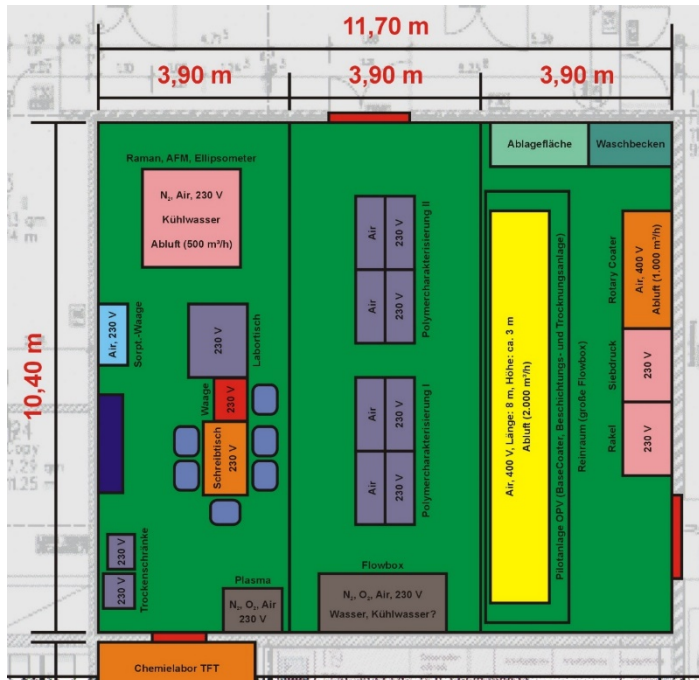 11,70 m
3,90 m
3,90 m
3,90 m
10,40 m
Raman, AFM, Ellipsometer
N₂, Air, 230 V
Kühlwasser
Abluft (500 m³/h)
Air, 230 V
Sorpt.-Waage
230 V
Labortisch
Waage
230 V
Schreibtisch
230 V
230 V
230 V
Trockenschränke
Plasma
N₂, O₂, Air
230 V
Air
230 V
Air
230 V
Polymercharakterisierung II
Air
230 V
Air
230 V
Polymercharakterisierung I
Flowbox
N₂, O₂, Air, 230 V
Wasser, Kühlwasser?
Ablagefläche
Waschbecken
Air, 400 V, Länge: 8 m, Höhe: ca. 3 m
Abluft (2.000 m³/h)
Pilotanlage OPV (BaseCoater, Beschichtungs- und Trocknungsanlage)
Reinraum (große Flowbox)
Rotary Coater
Air, 400 V
Abluft (1.000 m³/h)
Siebdruck
230 V
Rakel
230 V
Chemielabor TFT